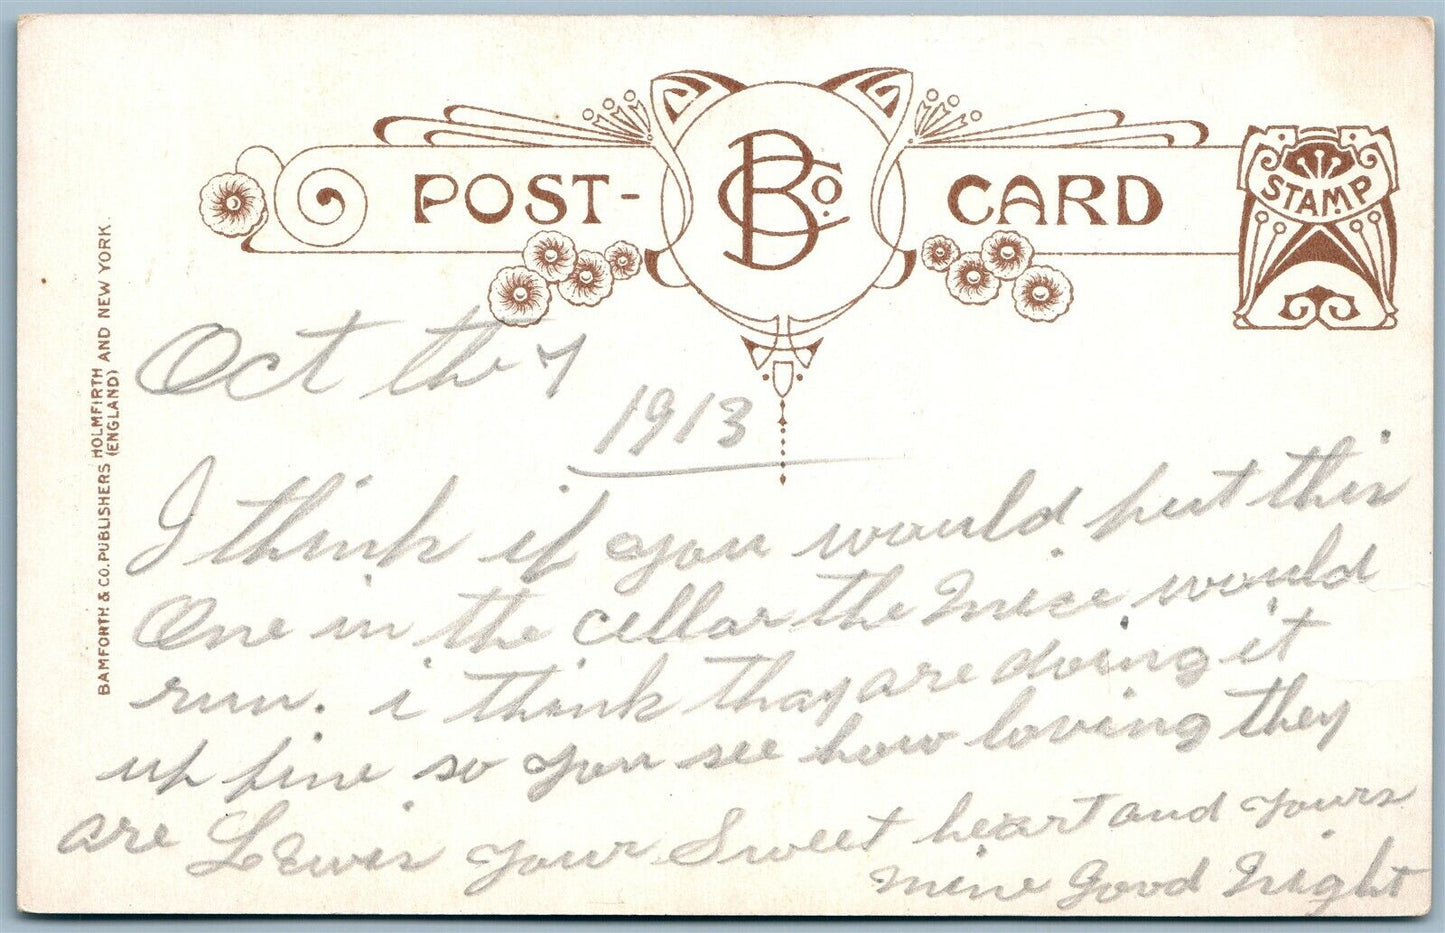 POST- BCo. CARD
STAMP
BAMFORTH & CO. PUBLISHERS HOLMFIRTH AND NEW YORK.
(ENGLAND)
Oct the 7
1913
I think if you would put this
One in the cellar the mice would
run. i think thay are doing it
up fine so you see how loving they
are Lewis your Sweet heart and yours
mine Good Night